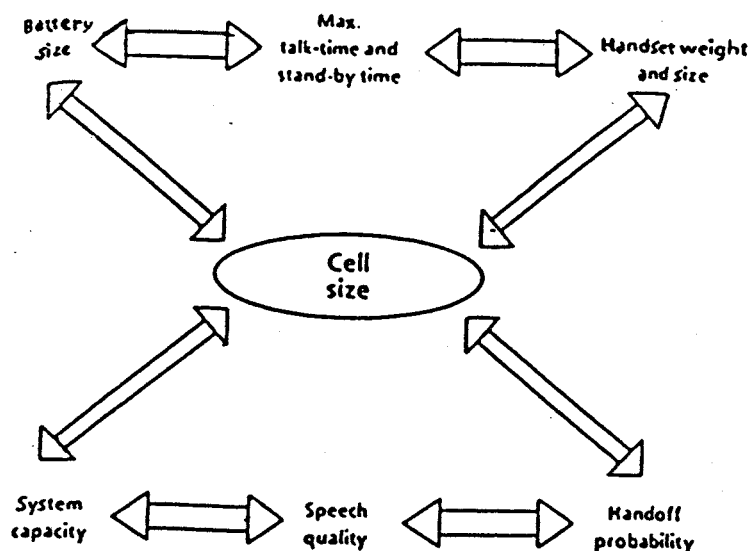 Battery
size
Max.
talk-time and
stand-by time
Handset weight
and size
Cell
size
System
capacity
Speech
quality
Handoff
probability